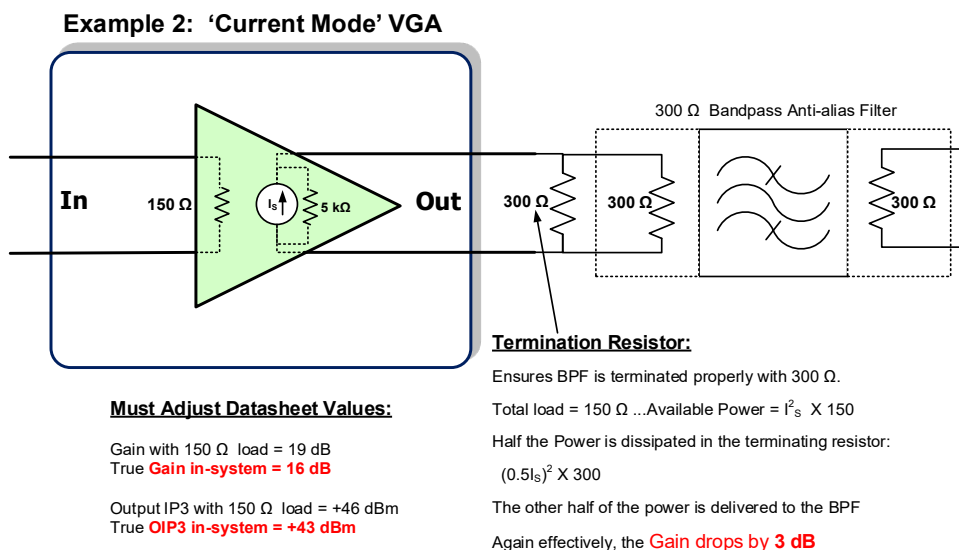 Example 2: ‘Current Mode’ VGA
300 Ω Bandpass Anti-alias Filter
In
150 Ω
I_S
5 kΩ
Out
300 Ω
300 Ω
300 Ω
Termination Resistor:
Ensures BPF is terminated properly with 300 Ω.
Total load = 150 Ω ...Available Power = I²_S X 150
Half the Power is dissipated in the terminating resistor:
(0.5I_S)² X 300
The other half of the power is delivered to the BPF
Again effectively, the Gain drops by 3 dB
Must Adjust Datasheet Values:
Gain with 150 Ω load = 19 dB
True Gain in-system = 16 dB
Output IP3 with 150 Ω load = +46 dBm
True OIP3 in-system = +43 dBm